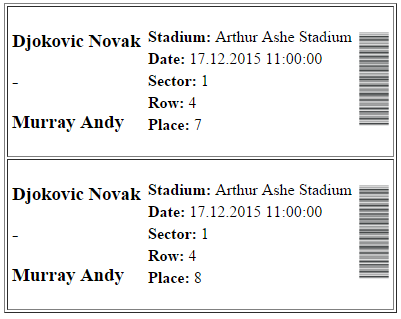 Djokovic Novak
-
Murray Andy
Stadium: Arthur Ashe Stadium
Date: 17.12.2015 11:00:00
Sector: 1
Row: 4
Place: 7
Djokovic Novak
-
Murray Andy
Stadium: Arthur Ashe Stadium
Date: 17.12.2015 11:00:00
Sector: 1
Row: 4
Place: 8